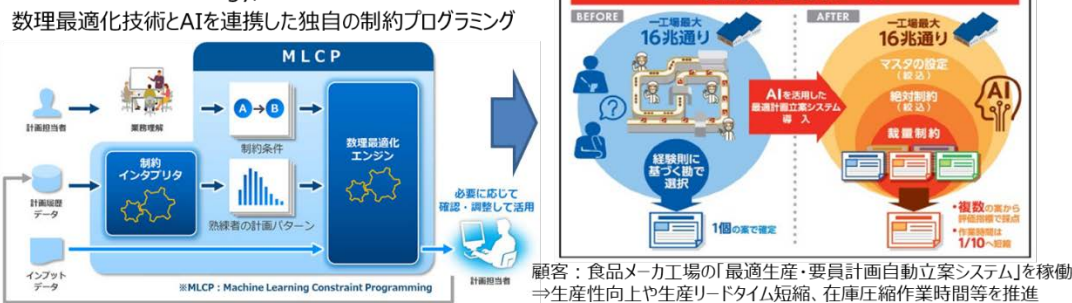 数理最適化技術とAIを連携した独自の制約プログラミング
MLCP
計画担当者
業務理解
A→B
制約条件
数理最適化
エンジン
制約
インタプリタ
計画履歴
データ
熟練者の計画パターン
必要に応じて
確認・調整して活用
インプット
データ
計画担当者
※MLCP : Machine Learning Constraint Programming
BEFORE
一工場最大
16兆通り
経験則に
基づく勘で
選択
1個の案で確定
AIを活用した
最適計画立案システム
導 入
AFTER
一工場最大
16兆通り
マスタの設定
(絞込)
絶対制約
(絞込)
裁量制約
AI
・複数の案から
評価指標で採点
・作業時間は
1/10へ短縮
顧客：食品メーカ工場の「最適生産・要員計画自動立案システム」を稼働
⇒生産性向上や生産リードタイム短縮、在庫圧縮作業時間等を推進